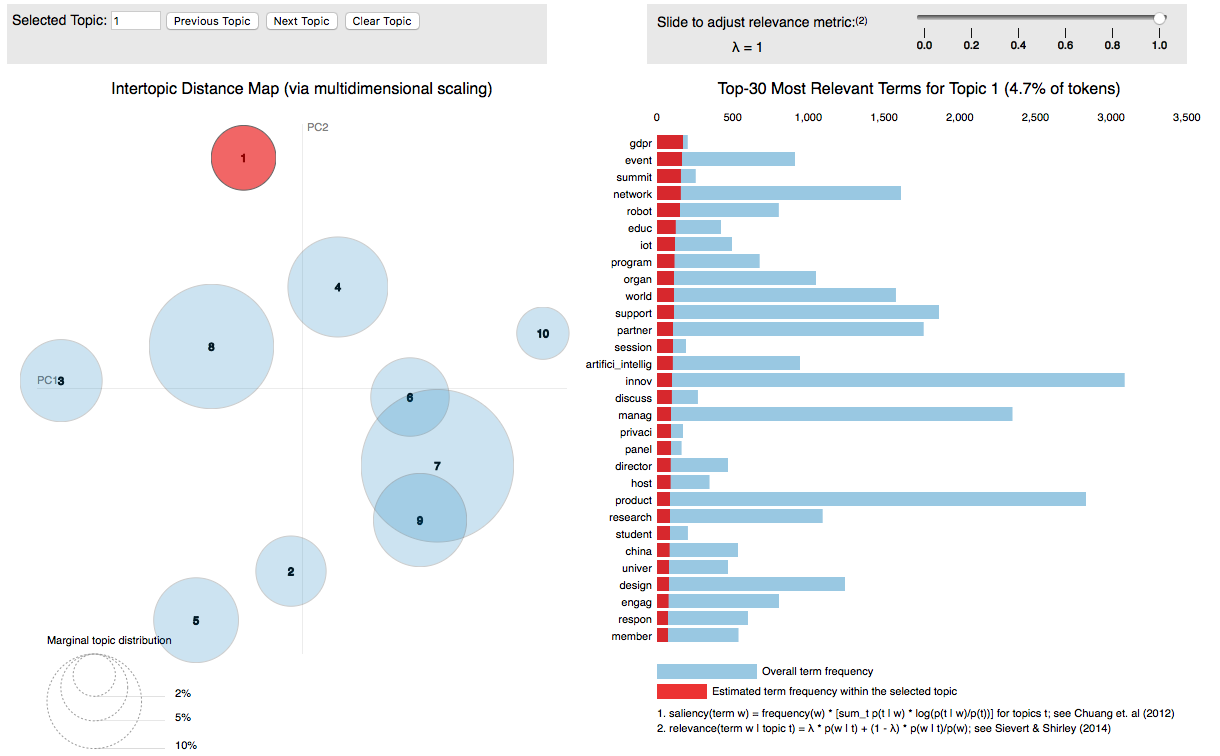 Selected Topic: 1 Previous Topic Next Topic Clear Topic
Slide to adjust relevance metric:(2)
λ = 1
0.0 0.2 0.4 0.6 0.8 1.0
Intertopic Distance Map (via multidimensional scaling)
PC2
1
4
8
10
PC1
3
6
7
9
2
5
Marginal topic distribution
2%
5%
10%
Top-30 Most Relevant Terms for Topic 1 (4.7% of tokens)
0 500 1,000 1,500 2,000 2,500 3,000 3,500
gdpr
event
summit
network
robot
educ
iot
program
organ
world
support
partner
session
artifici_intellig
innov
discuss
manag
privaci
panel
director
host
product
research
student
china
univer
design
engag
respon
member
Overall term frequency
Estimated term frequency within the selected topic
1. saliency(term w) = frequency(w) * [sum_t p(t | w) * log(p(t | w)/p(t))] for topics t; see Chuang et. al (2012)
2. relevance(term w | topic t) = λ * p(w | t) + (1 - λ) * p(w | t)/p(w); see Sievert & Shirley (2014)